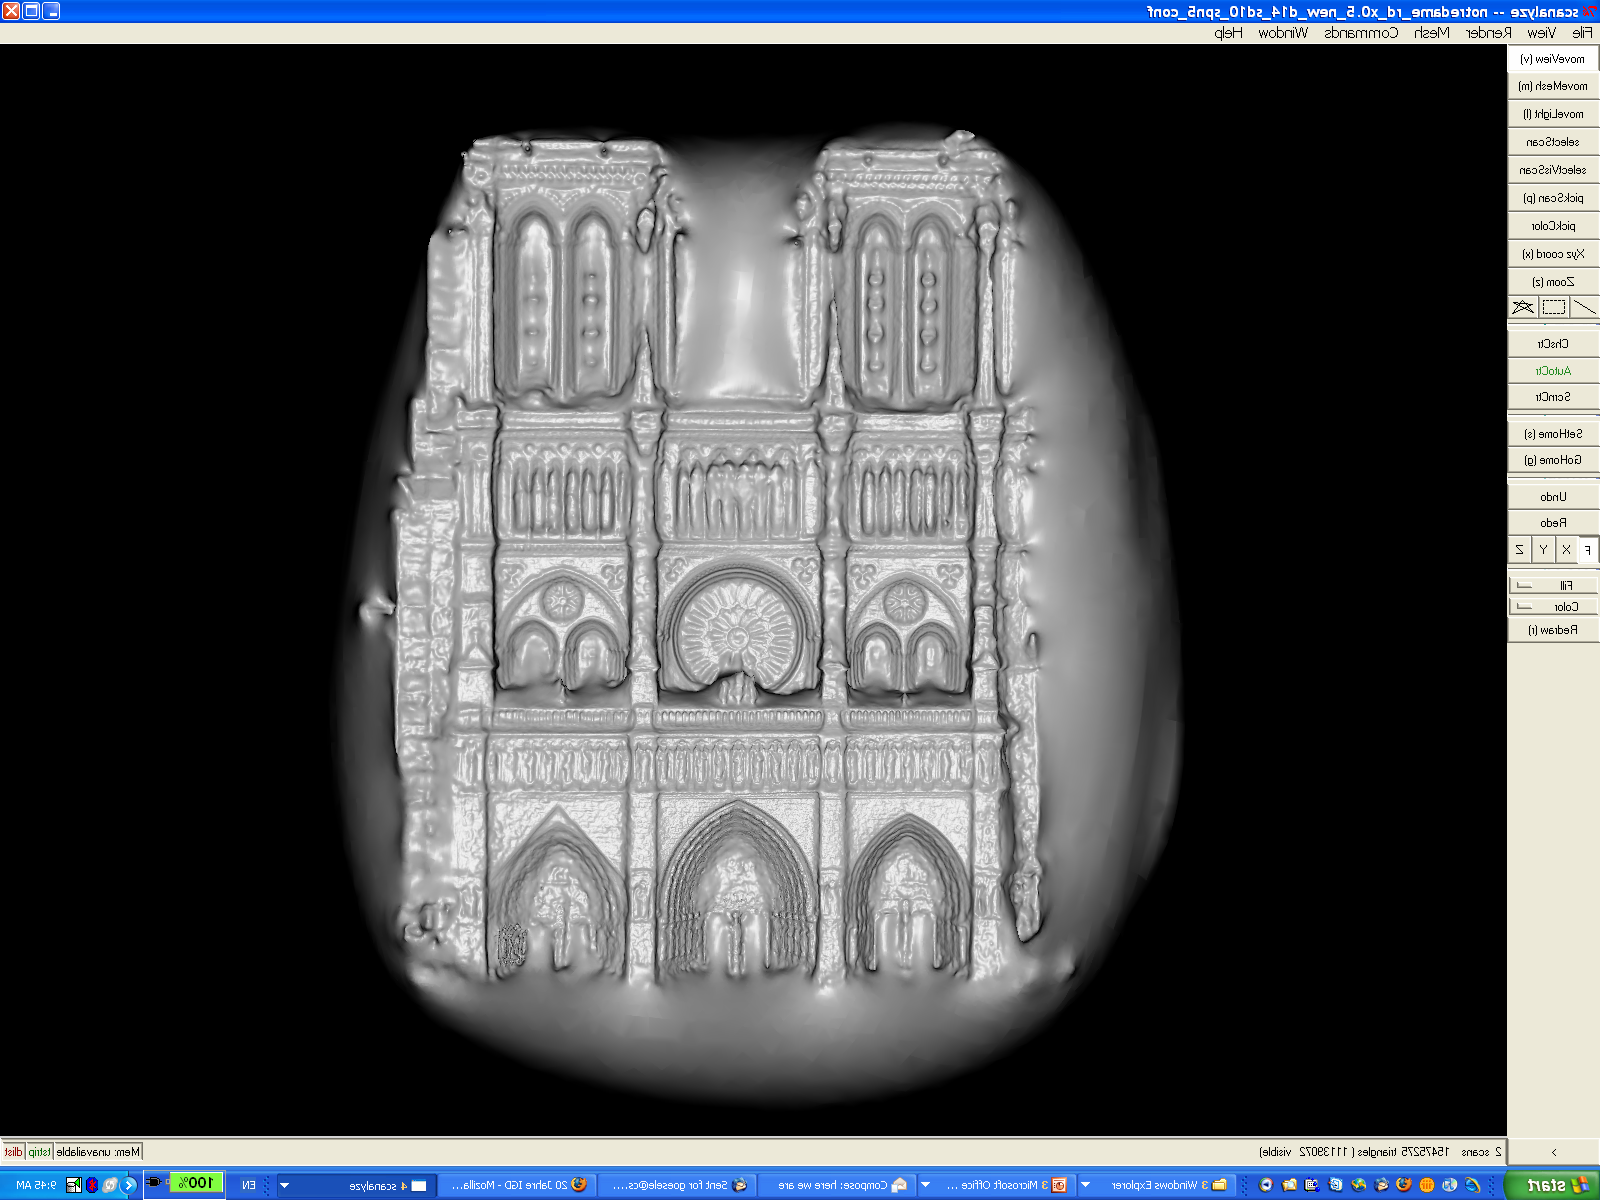 scanalyze -- notredame_rd_x0.5_new_d14_sd10_spn5_conf
File View Render Mesh Commands Window Help
moveView (v)
moveMesh (m)
moveLight (l)
selectScan
selectVisScan
pickScan (p)
pickColor
Xyz coord (x)
Zoom (z)
ChsCtr
AutoCtr
ScrnCtr
SetHome (s)
GoHome (g)
Undo
Redo
F X Y Z
Fill
Color
Redraw (r)
> 2 scans 15475275 triangles ( 11139072 visible) Mem: unavailable tstrip dlist
start 3 Windows Explorer 3 Microsoft Office ... Compose: here we are Sent for goesele@cs.... 20 Jahre IGD - Mozilla... 4 scanalyze EN 100% 9:45 AM